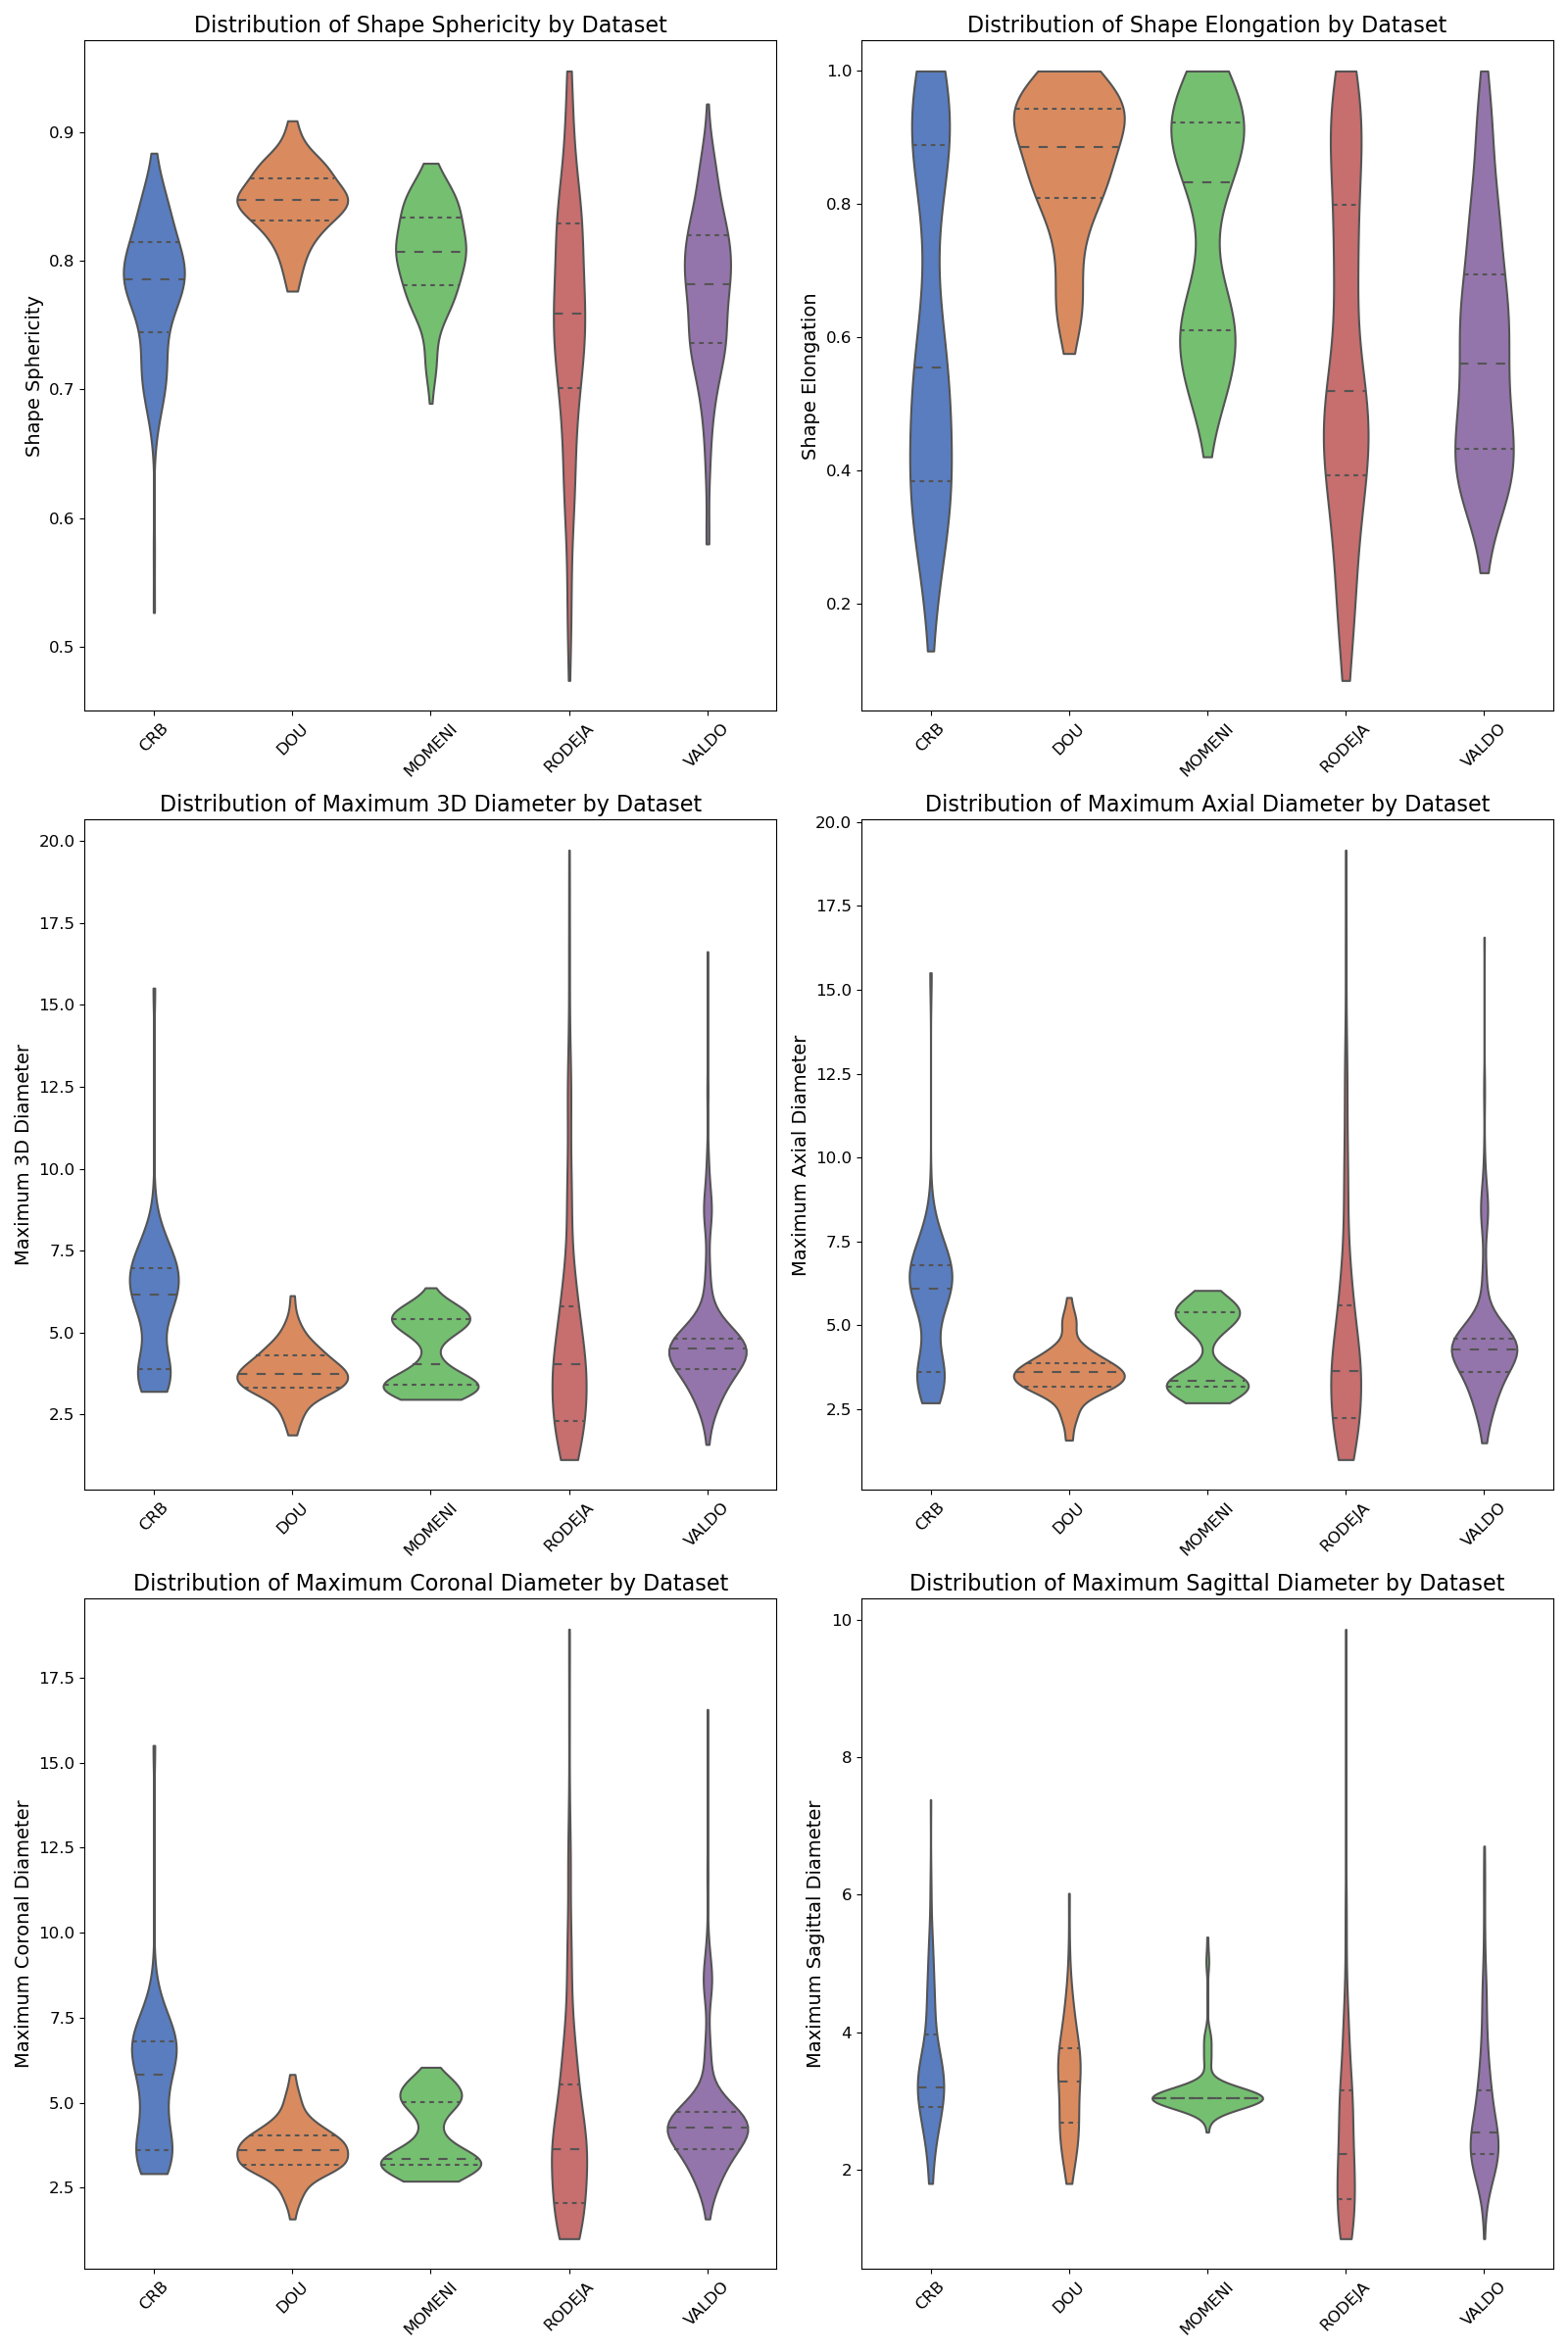 Distribution of Shape Sphericity by Dataset
Shape Sphericity
0.9
0.8
0.7
0.6
0.5
CRB
DOU
MOMENI
RODEJA
VALDO
Distribution of Shape Elongation by Dataset
Shape Elongation
1.0
0.8
0.6
0.4
0.2
CRB
DOU
MOMENI
RODEJA
VALDO
Distribution of Maximum 3D Diameter by Dataset
Maximum 3D Diameter
20.0
17.5
15.0
12.5
10.0
7.5
5.0
2.5
CRB
DOU
MOMENI
RODEJA
VALDO
Distribution of Maximum Axial Diameter by Dataset
Maximum Axial Diameter
20.0
17.5
15.0
12.5
10.0
7.5
5.0
2.5
CRB
DOU
MOMENI
RODEJA
VALDO
Distribution of Maximum Coronal Diameter by Dataset
Maximum Coronal Diameter
17.5
15.0
12.5
10.0
7.5
5.0
2.5
CRB
DOU
MOMENI
RODEJA
VALDO
Distribution of Maximum Sagittal Diameter by Dataset
Maximum Sagittal Diameter
10
8
6
4
2
CRB
DOU
MOMENI
RODEJA
VALDO